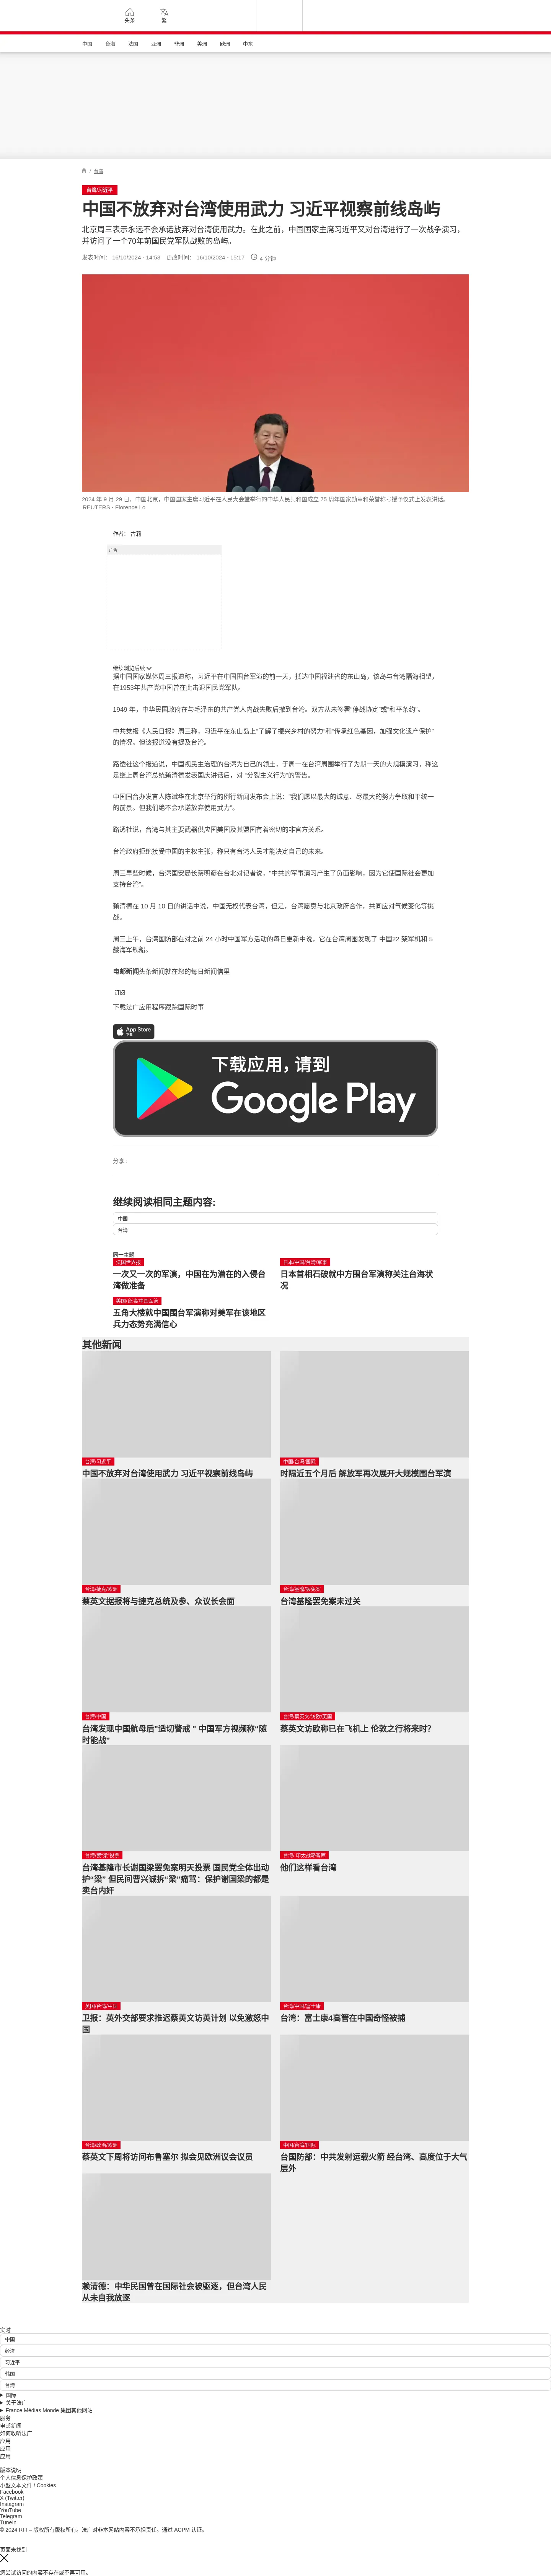 头条
繁
中国
台海
法国
亚洲
非洲
美洲
欧洲
中东
/ 台湾
台湾/习近平
中国不放弃对台湾使用武力 习近平视察前线岛屿
北京周三表示永远不会承诺放弃对台湾使用武力。在此之前，中国国家主席习近平又对台湾进行了一次战争演习，
并访问了一个70年前国民党军队战败的岛屿。
发表时间： 16/10/2024 - 14:53 更改时间： 16/10/2024 - 15:17 4 分钟
2024 年 9 月 29 日，中国北京，中国国家主席习近平在人民大会堂举行的中华人民共和国成立 75 周年国家勋章和荣誉称号授予仪式上发表讲话。
REUTERS - Florence Lo
作者： 古莉
广告
继续浏览后续
据中国国家媒体周三报道称，习近平在中国围台军演的前一天，抵达中国福建省的东山岛，该岛与台湾隔海相望，
在1953年共产党中国曾在此击退国民党军队。
1949 年，中华民国政府在与毛泽东的共产党人内战失败后撤到台湾。双方从未签署“停战协定”或“和平条约”。
中共党报《人民日报》周三称，习近平在东山岛上“了解了振兴乡村的努力”和“传承红色基因，加强文化遗产保护”
的情况。但该报道没有提及台湾。
路透社这个报道说，中国视民主治理的台湾为自己的领土，于周一在台湾周围举行了为期一天的大规模演习，称这
是继上周台湾总统赖清德发表国庆讲话后，对 “分裂主义行为”的警告。
中国国台办发言人陈斌华在北京举行的例行新闻发布会上说：“我们愿以最大的诚意、尽最大的努力争取和平统一
的前景。但我们绝不会承诺放弃使用武力”。
路透社说，台湾与其主要武器供应国美国及其盟国有着密切的非官方关系。
台湾政府拒绝接受中国的主权主张，称只有台湾人民才能决定自己的未来。
周三早些时候，台湾国安局长蔡明彦在台北对记者说，“中共的军事演习产生了负面影响，因为它使国际社会更加
支持台湾”。
赖清德在 10 月 10 日的讲话中说，中国无权代表台湾，但是，台湾愿意与北京政府合作，共同应对气候变化等挑
战。
周三上午，台湾国防部在对之前 24 小时中国军方活动的每日更新中说，它在台湾周围发现了 中国22 架军机和 5
艘海军舰船。
电邮新闻头条新闻就在您的每日新闻信里
订阅
下载法广应用程序跟踪国际时事
App Store
下载
下载应用，请到
Google Play
分享：
继续阅读相同主题内容:
中国
台湾
同一主题
法国世界报
一次又一次的军演，中国在为潜在的入侵台
湾做准备
日本/中国/台湾/军事
日本首相石破就中方围台军演称关注台海状
况
美国/台湾/中国军演
五角大楼就中国围台军演称对美军在该地区
兵力态势充满信心
其他新闻
台湾/习近平
中国不放弃对台湾使用武力 习近平视察前线岛屿
中国/台湾/国际
时隔近五个月后 解放军再次展开大规模围台军演
台湾/捷克/欧洲
蔡英文据报将与捷克总统及参、众议长会面
台湾/基隆/罢免案
台湾基隆罢免案未过关
台湾/中国
台湾发现中国航母后"适切警戒 " 中国军方视频称“随
时能战”
台湾/蔡英文/访欧/英国
蔡英文访欧称已在飞机上 伦敦之行将来时？
台湾/罢“梁”投票
台湾基隆市长谢国梁罢免案明天投票 国民党全体出动
护“梁” 但民间曹兴诚拆“梁”痛骂：保护谢国梁的都是
卖台内奸
台湾/ 印太战略智库
他们这样看台湾
英国/台湾/中国
卫报：英外交部要求推迟蔡英文访英计划 以免激怒中
国
台湾/中国/富士康
台湾：富士康4高管在中国奇怪被捕
台湾/政治/欧洲
蔡英文下周将访问布鲁塞尔 拟会见欧洲议会议员
中国/台湾/国际
台国防部：中共发射运载火箭 经台湾、高度位于大气
层外
赖清德：中华民国曾在国际社会被驱逐，但台湾人民
从未自我放逐
实时
中国
经济
习近平
韩国
台湾
国际
关于法广
France Médias Monde 集团其他网站
服务
电邮新闻
如何收听法广
应用
应用
应用
版本说明
个人信息保护政策
小型文本文件 / Cookies
Facebook
X (Twitter)
Instagram
YouTube
Telegram
TuneIn
© 2024 RFI – 版权所有版权所有。法广对非本网站内容不承担责任。通过 ACPM 认证。
页面未找到
您尝试访问的内容不存在或不再可用。